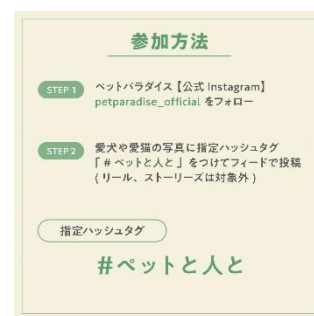 参加方法
STEP 1
ペットパラダイス【公式 Instagram】
petparadise_official をフォロー
STEP 2
愛犬や愛猫の写真に指定ハッシュタグ
『 # ペットと人と 』をつけてフィードで投稿
( リール、ストーリーズは対象外 )
指定ハッシュタグ
#ペットと人と